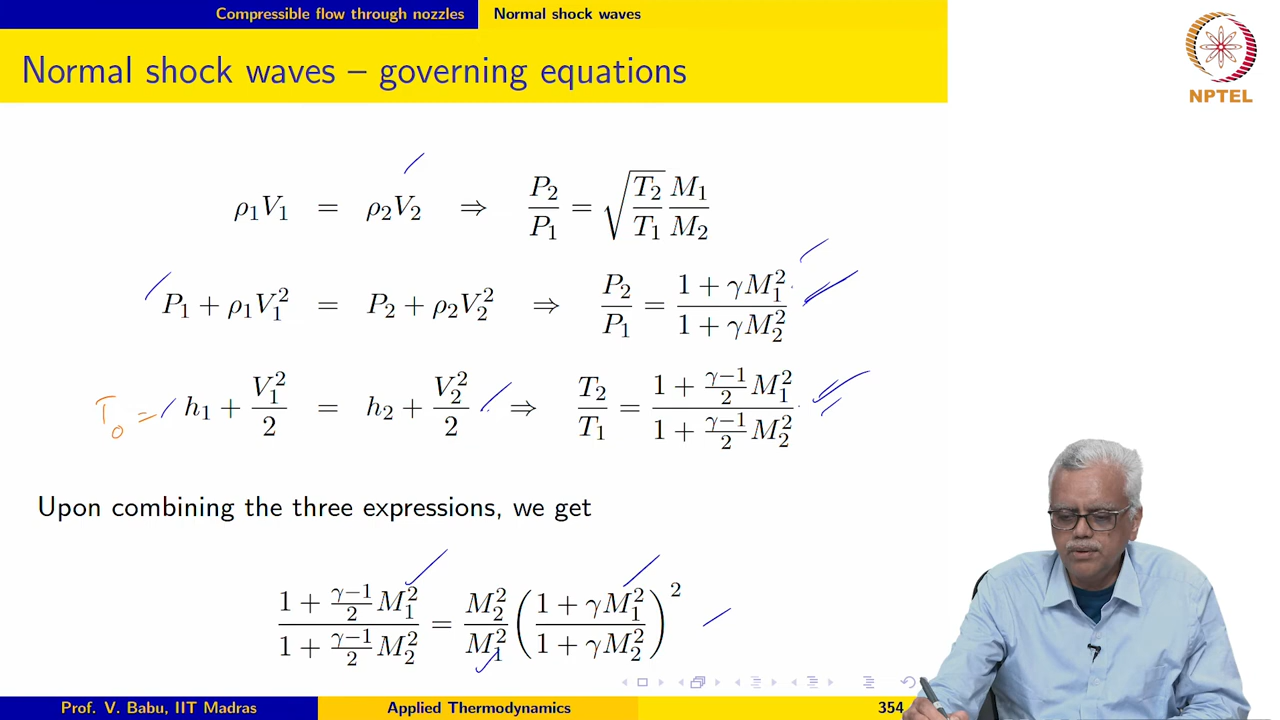 Compressible flow through nozzles Normal shock waves
Normal shock waves – governing equations
NPTEL
ρ₁V₁ = ρ₂V₂ ⇒ P₂/P₁ = √(T₂/T₁) M₁/M₂
P₁ + ρ₁V₁² = P₂ + ρ₂V₂² ⇒ P₂/P₁ = (1 + γM₁²)/(1 + γM₂²)
T₀ = h₁ + V₁²/2 = h₂ + V₂²/2 ⇒ T₂/T₁ = (1 + (γ−1)/2 M₁²)/(1 + (γ−1)/2 M₂²)
Upon combining the three expressions, we get
(1 + (γ−1)/2 M₁²)/(1 + (γ−1)/2 M₂²) = M₂²/M₁² ((1 + γM₁²)/(1 + γM₂²))²
Prof. V. Babu, IIT Madras Applied Thermodynamics 354